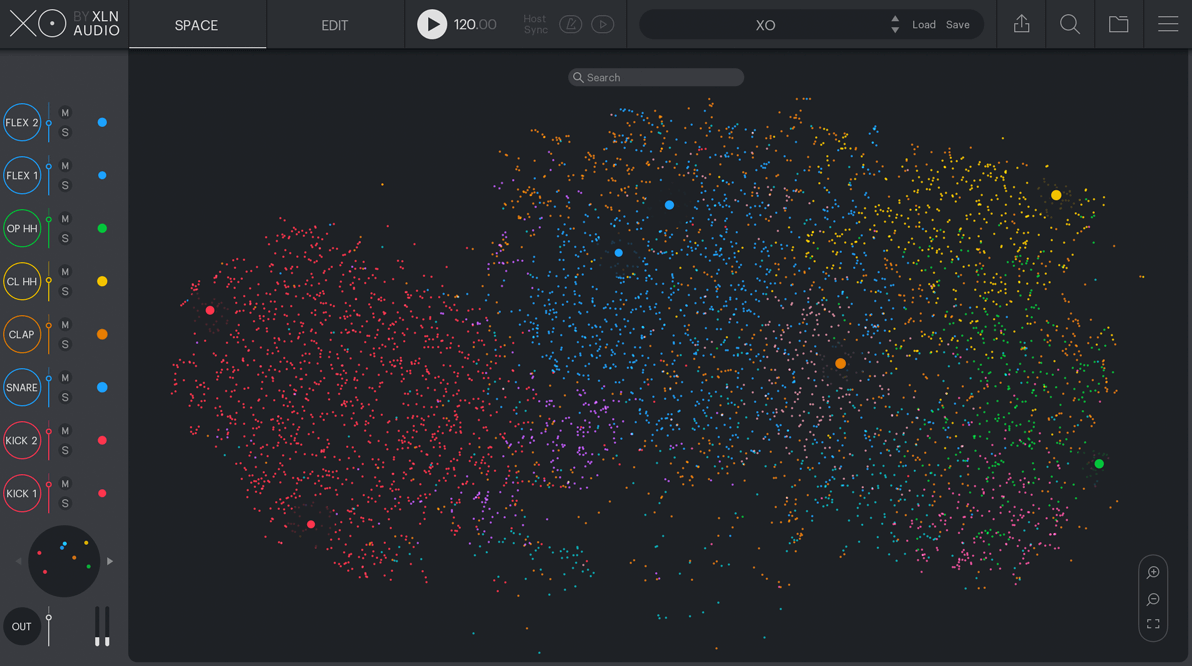 XO BY XLN AUDIO
SPACE
EDIT
120.00
Host Sync
XO
Load
Save
Search
FLEX 2
M
S
FLEX 1
M
S
OP HH
M
S
CL HH
M
S
CLAP
M
S
SNARE
M
S
KICK 2
M
S
KICK 1
M
S
OUT